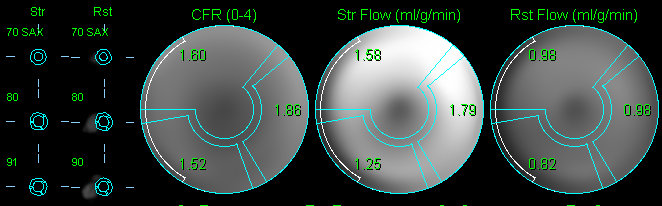 Str Rst CFR (0-4) Str Flow (ml/g/min) Rst Flow (ml/g/min)
70 SAX 70 SAX
1.60 1.58 0.98
80 80
1.86 1.79 0.98
91 90
1.52 1.25 0.82